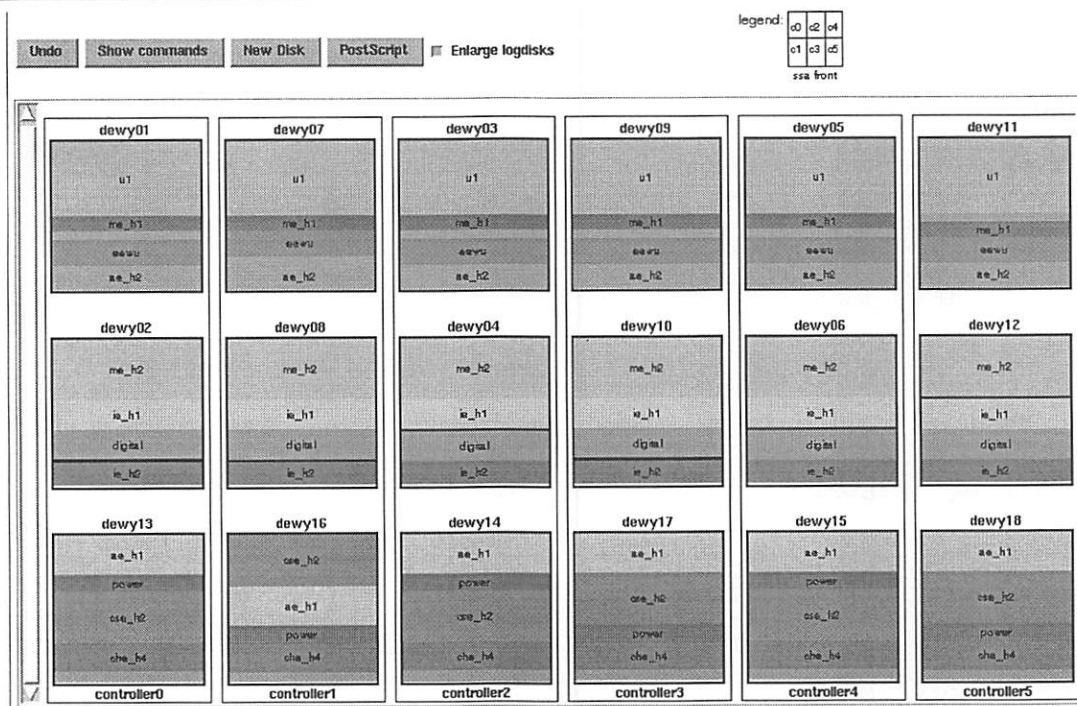 legend: c0 c2 c4
c1 c3 c5
ssa front
Undo Show commands New Disk PostScript Enlarge logdisks
dewy01 dewy07 dewy03 dewy09 dewy05 dewy11
u1 u1 u1 u1 u1 u1
me_h1 me_h1 me_h1 me_h1 me_h1 me_h1
ae_h2 ae_h2 ae_h2 ae_h2 ae_h2 ae_h2
dewy02 dewy08 dewy04 dewy10 dewy06 dewy12
me_h2 me_h2 me_h2 me_h2 me_h2 me_h2
ie_h1 ie_h1 ie_h1 ie_h1 ie_h1 ie_h1
digital digital digital digital digital digital
ie_h2 ie_h2 ie_h2 ie_h2 ie_h2 ie_h2
dewy13 dewy16 dewy14 dewy17 dewy15 dewy18
ae_h1 cse_h2 ae_h1 ae_h1 ae_h1 ae_h1
power ae_h1 power cse_h2 power cse_h2
cse_h2 power cse_h2 power cse_h2 power
che_h4 che_h4 che_h4 che_h4 che_h4 che_h4
controller0 controller1 controller2 controller3 controller4 controller5